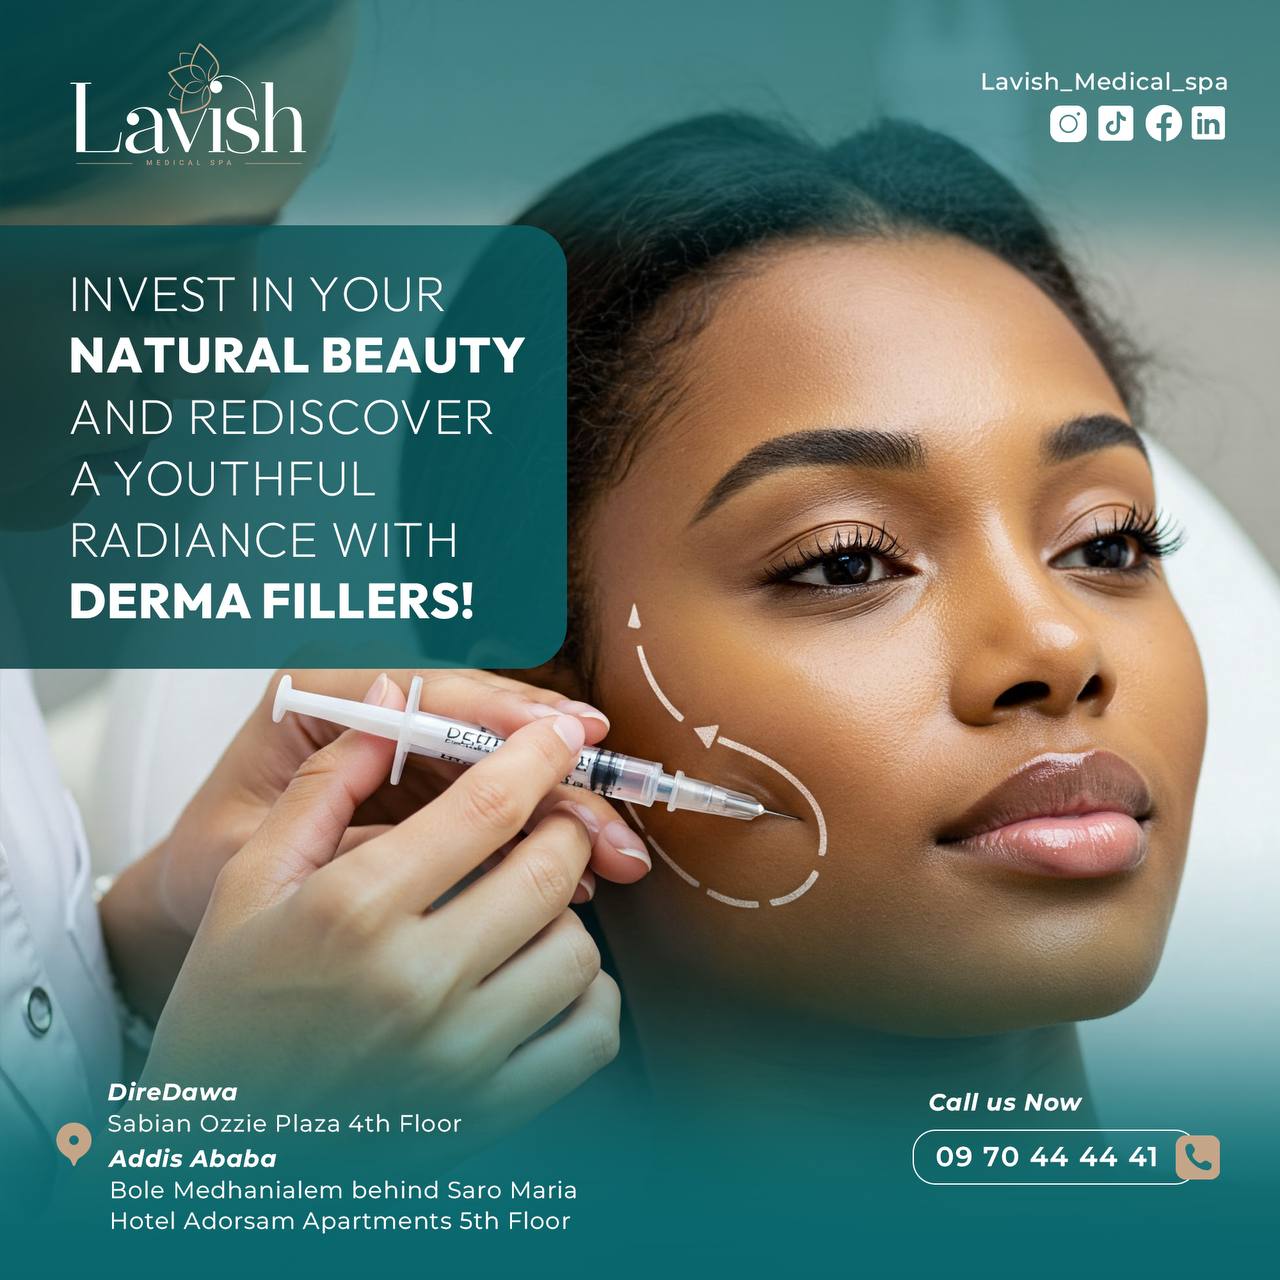 Lavish
MEDICAL SPA
Lavish_Medical_spa
INVEST IN YOUR
NATURAL BEAUTY
AND REDISCOVER
A YOUTHFUL
RADIANCE WITH
DERMA FILLERS!
DireDawa
Sabian Ozzie Plaza 4th Floor
Addis Ababa
Bole Medhanialem behind Saro Maria
Hotel Adorsam Apartments 5th Floor
Call us Now
09 70 44 44 41